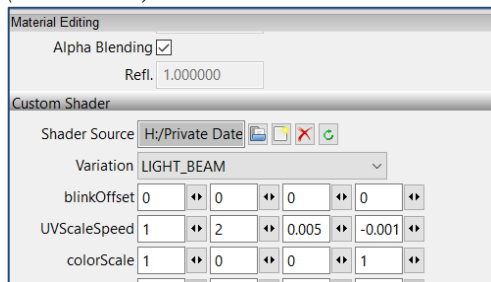 Material Editing
Alpha Blending
Refl. 1.000000
Custom Shader
Shader Source H:/Private Date
Variation LIGHT_BEAM
blinkOffset 0 0 0 0
UVScaleSpeed 1 2 0.005 -0.001
colorScale 1 0 0 1